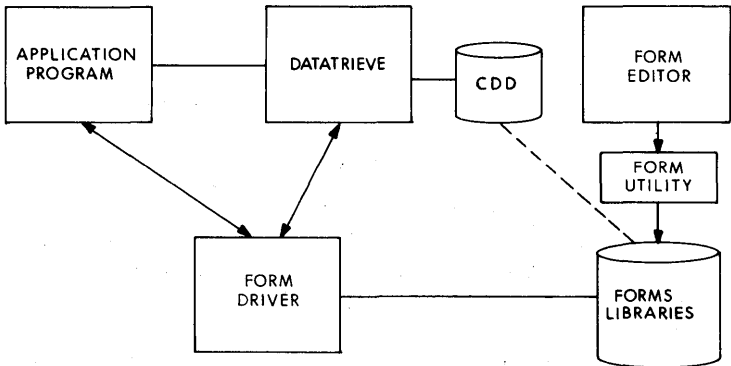 APPLICATION
PROGRAM
DATATRIEVE
CDD
FORM
EDITOR
FORM
UTILITY
FORM
DRIVER
FORMS
LIBRARIES